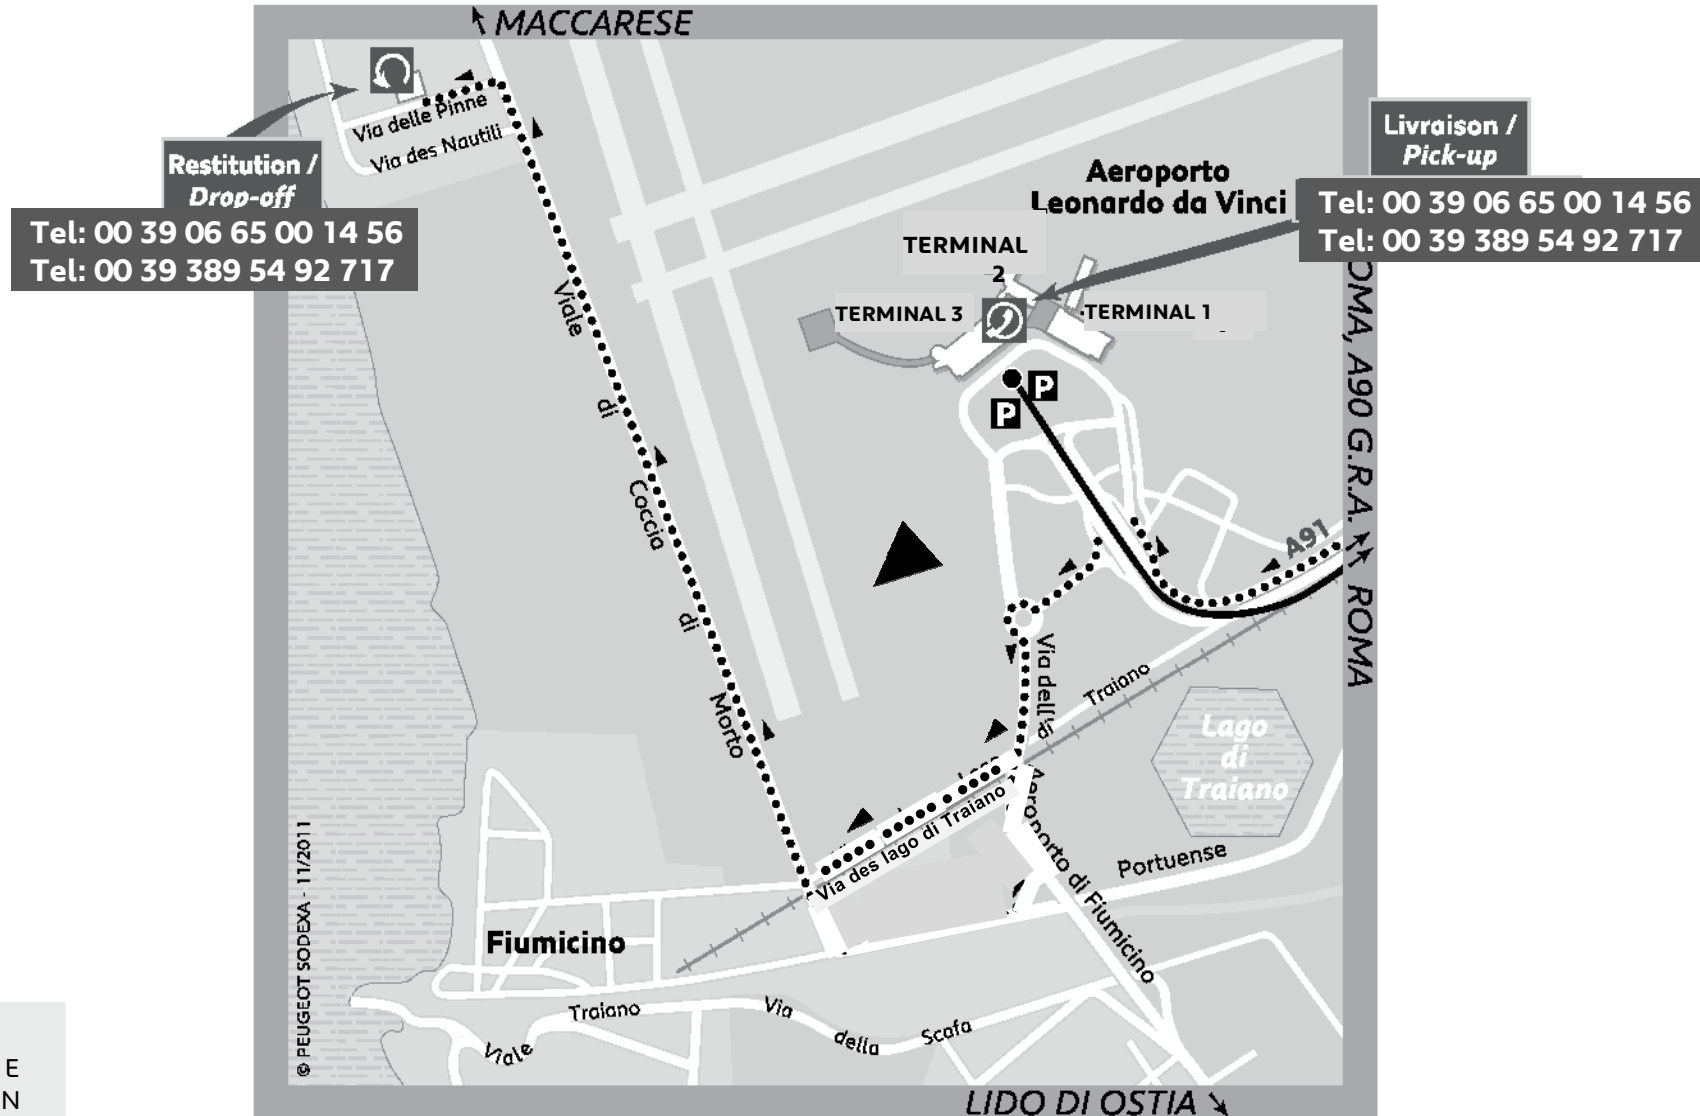 MACCARESE
Via delle Pinne
Via des Nautili
Restitution /
Drop-off
Tel: 00 39 06 65 00 14 56
Tel: 00 39 389 54 92 717
Livraison /
Pick-up
Tel: 00 39 06 65 00 14 56
Tel: 00 39 389 54 92 717
Aeroporto
Leonardo da Vinci
TERMINAL
2
TERMINAL 3
TERMINAL 1
P
P
Viale
di
Coccia
di
Morto
A91
OMA, A90 G.R.A.
ROMA
Via dell'
di
Traiano
Lago
di
Traiano
Via des lago di Traiano
Aeroporto di Fiumicino
Portuense
Fiumicino
Traiano
Viale
Via
della
Scafa
© PEUGEOT SODEXA - 11/2011
E
N
LIDO DI OSTIA